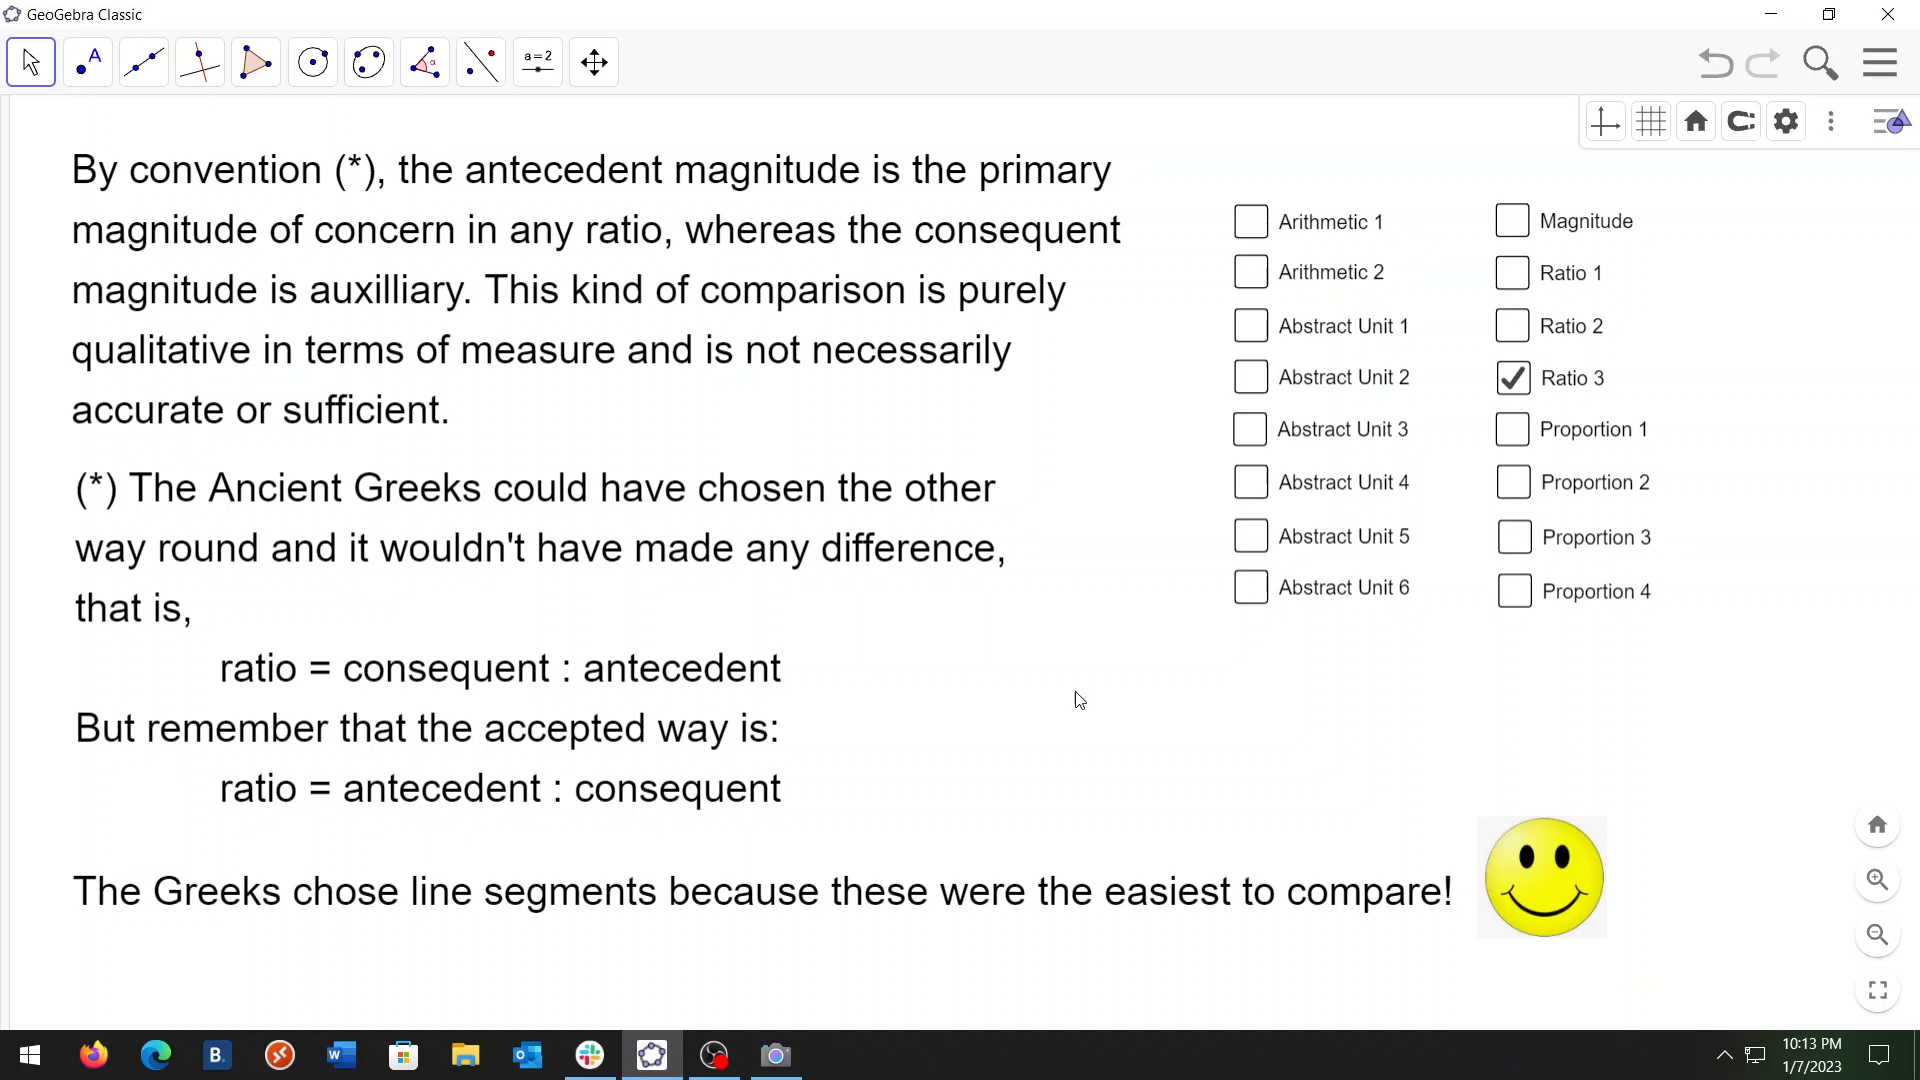 GeoGebra Classic
A
α
a = 2
By convention (*), the antecedent magnitude is the primary
magnitude of concern in any ratio, whereas the consequent
magnitude is auxilliary. This kind of comparison is purely
qualitative in terms of measure and is not necessarily
accurate or sufficient.
(*) The Ancient Greeks could have chosen the other
way round and it wouldn't have made any difference,
that is,
ratio = consequent : antecedent
But remember that the accepted way is:
ratio = antecedent : consequent
The Greeks chose line segments because these were the easiest to compare!
Arithmetic 1
Arithmetic 2
Abstract Unit 1
Abstract Unit 2
Abstract Unit 3
Abstract Unit 4
Abstract Unit 5
Abstract Unit 6
Magnitude
Ratio 1
Ratio 2
Ratio 3
Proportion 1
Proportion 2
Proportion 3
Proportion 4
B.
W
O
10:13 PM
1/7/2023